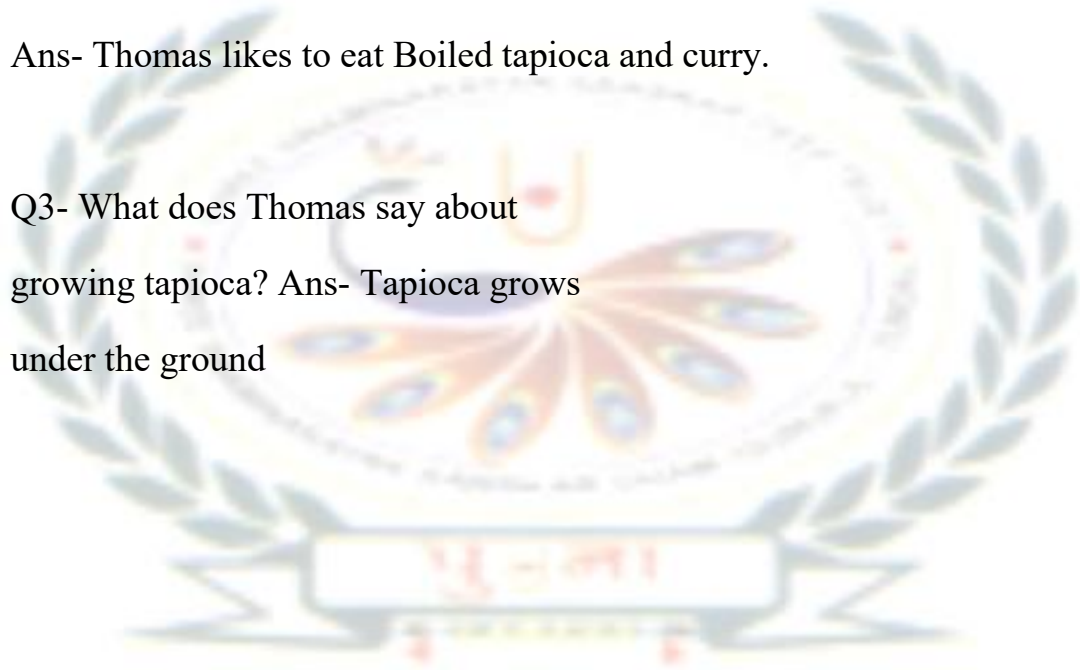 Ans- Thomas likes to eat Boiled tapioca and curry.
Q3- What does Thomas say about
growing tapioca? Ans- Tapioca grows
under the ground